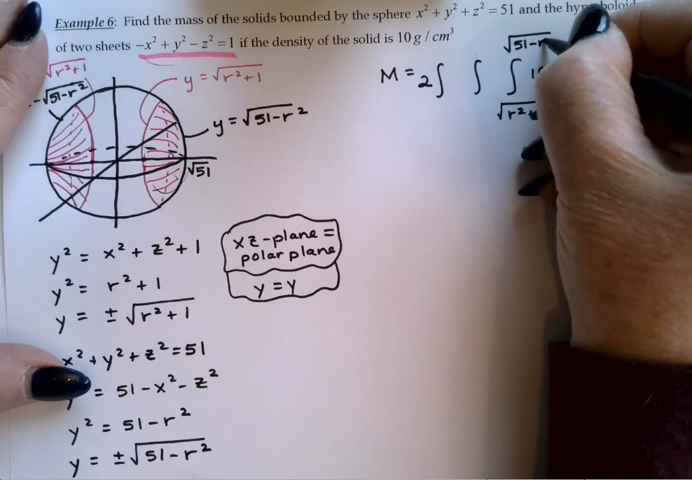 Example 6: Find the mass of the solids bounded by the sphere x² + y² + z² = 51 and the
of two sheets −x² + y² − z² = 1 if the density of the solid is 10 g / cm³
√r²+1
−√51−r²
y = √r²+1
y = √51−r²
√51
M = 2∫ ∫ ∫
√51−r
√r²+
y² = x² + z² + 1
y² = r² + 1
y = ± √r²+1
x² + y² + z² = 51
= 51 − x² − z²
y² = 51 − r²
y = ± √51 − r²
xz-plane =
polar plane
y = y